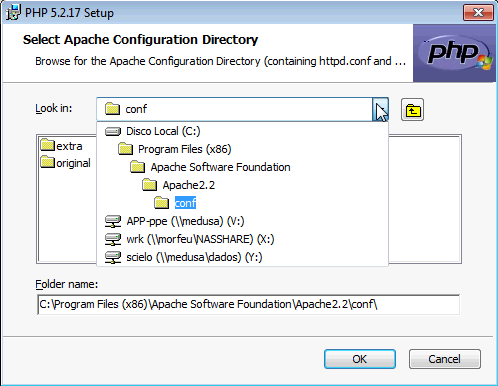 PHP 5.2.17 Setup
Select Apache Configuration Directory
Browse for the Apache Configuration Directory (containing httpd.conf and ...
php
Look in:
conf
Disco Local (C:)
Program Files (x86)
Apache Software Foundation
Apache2.2
conf
APP-ppe (\\medusa) (V:)
wrk (\\morfeu\NASSHARE) (X:)
scielo (\\medusa\dados) (Y:)
extra
original
Folder name:
C:\Program Files (x86)\Apache Software Foundation\Apache2.2\conf\
OK
Cancel